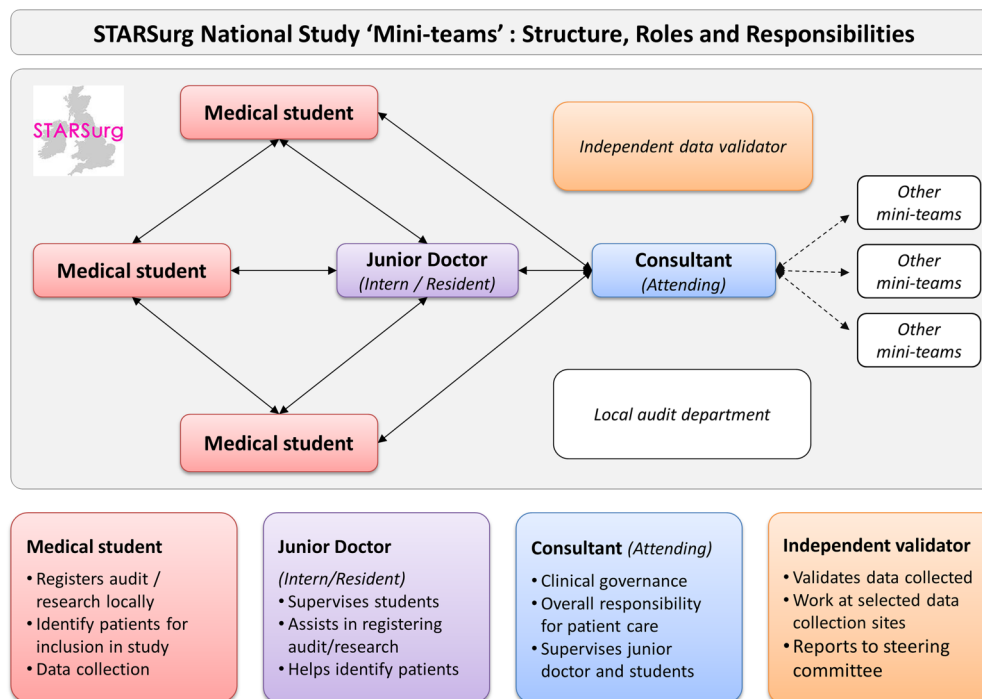 STARSurg National Study ‘Mini-teams’ : Structure, Roles and Responsibilities
STARSurg
Medical student
Independent data validator
Other
mini-teams
Medical student
Junior Doctor
(Intern / Resident)
Consultant
(Attending)
Other
mini-teams
Other
mini-teams
Medical student
Local audit department
Medical student
• Registers audit /
research locally
• Identify patients for
inclusion in study
• Data collection
Junior Doctor
(Intern/Resident)
• Supervises students
• Assists in registering
audit/research
• Helps identify patients
Consultant (Attending)
• Clinical governance
• Overall responsibility
for patient care
• Supervises junior
doctor and students
Independent validator
• Validates data collected
• Work at selected data
collection sites
• Reports to steering
committee